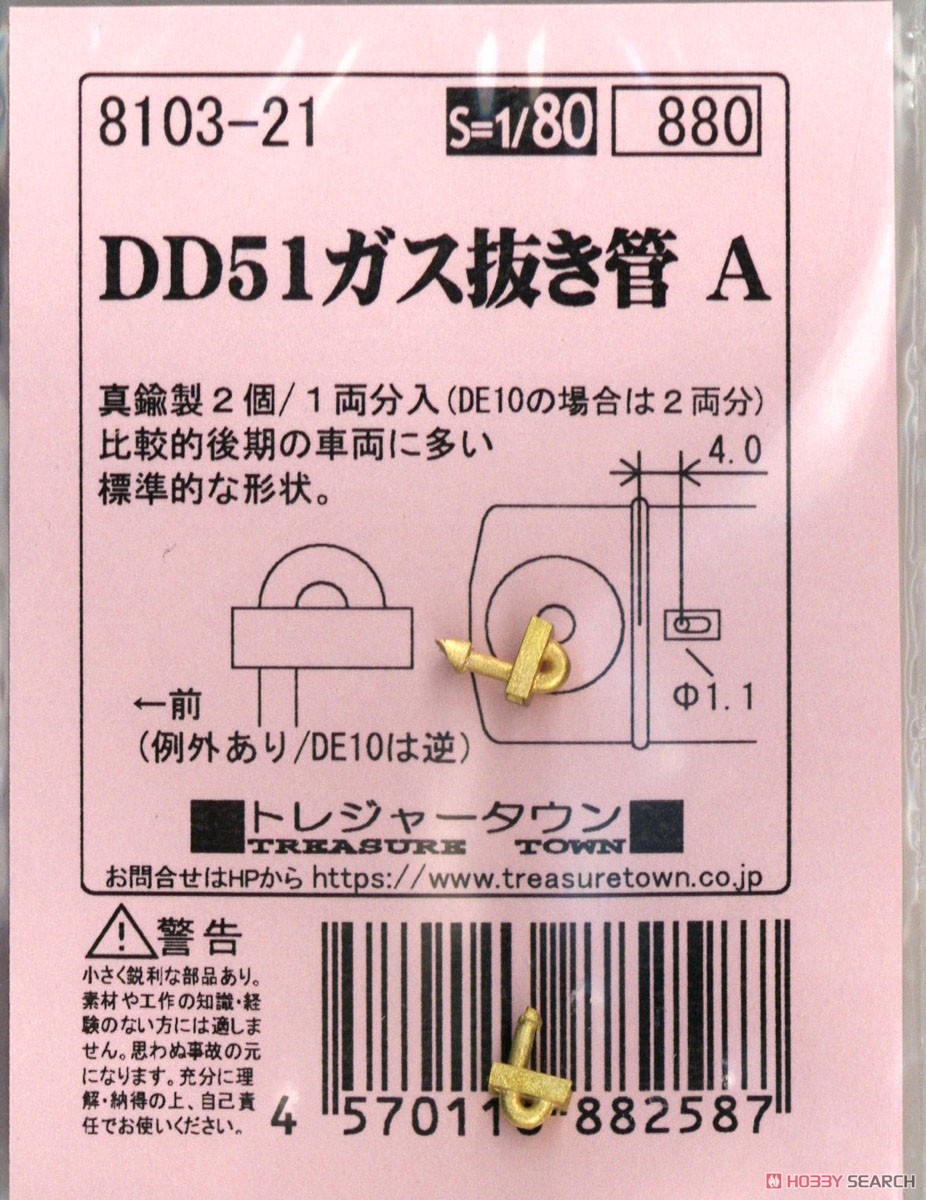 8103-21 S=1/80 880
DD51ガス抜き管 A
真鍮製2個/1両分入(DE10の場合は2両分)
比較的後期の車両に多い
標準的な形状。
4.0
Φ1.1
←前
(例外あり/DE10は逆)
トレジャータウン
TREASURE TOWN
お問合せはHPから https://www.treasuretown.co.jp
警告
小さく鋭利な部品あり。
素材や工作の知識・経
験のない方には適しま
せん。思わぬ事故の元
になります。充分に理
解・納得の上、自己責
任でお使いください。
4 57011 882587
HOBBY SEARCH